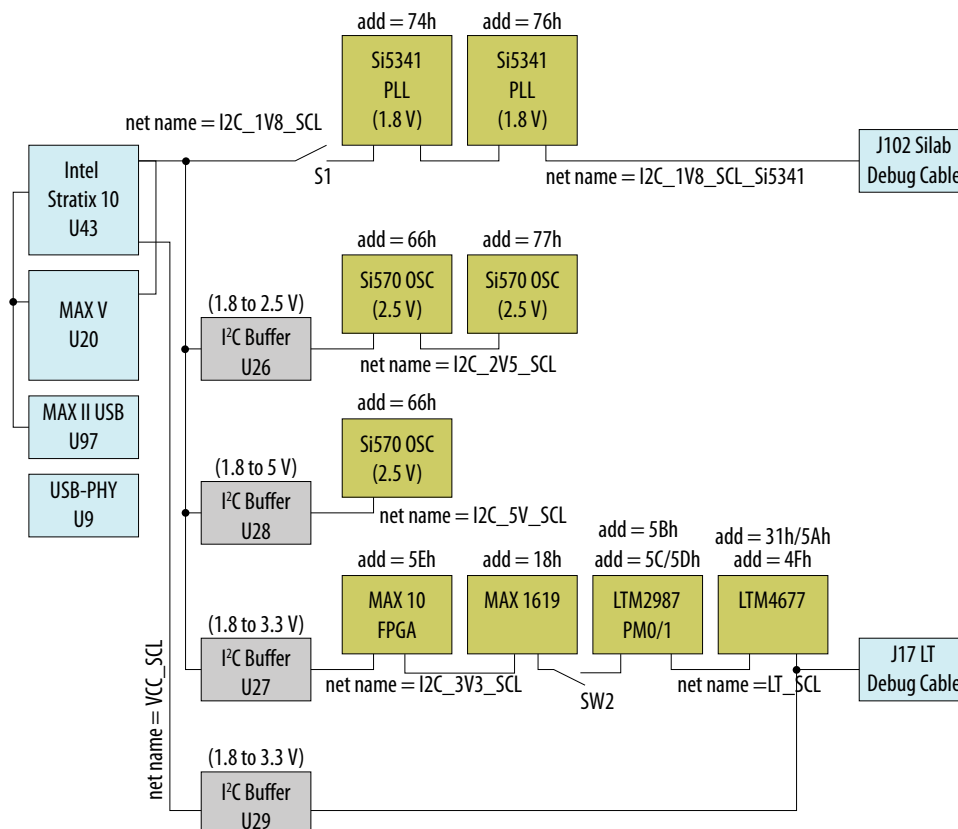 add = 74h
add = 76h
Si5341
PLL
(1.8 V)
Si5341
PLL
(1.8 V)
net name = I2C_1V8_SCL
S1
J102 Silab
Debug Cable
net name = I2C_1V8_SCL_Si5341
Intel
Stratix 10
U43
add = 66h
add = 77h
Si570 OSC
(2.5 V)
Si570 OSC
(2.5 V)
MAX V
U20
(1.8 to 2.5 V)
I²C Buffer
U26
net name = I2C_2V5_SCL
MAX II USB
U97
add = 66h
Si570 OSC
(2.5 V)
USB-PHY
U9
(1.8 to 5 V)
I²C Buffer
U28
net name = I2C_5V_SCL
add = 5Eh
add = 18h
add = 5Bh
add = 5C/5Dh
add = 31h/5Ah
add = 4Fh
MAX 10
FPGA
MAX 1619
LTM2987
PM0/1
LTM4677
(1.8 to 3.3 V)
I²C Buffer
U27
net name = I2C_3V3_SCL
SW2
net name =LT_SCL
J17 LT
Debug Cable
net name = VCC_SCL
(1.8 to 3.3 V)
I²C Buffer
U29